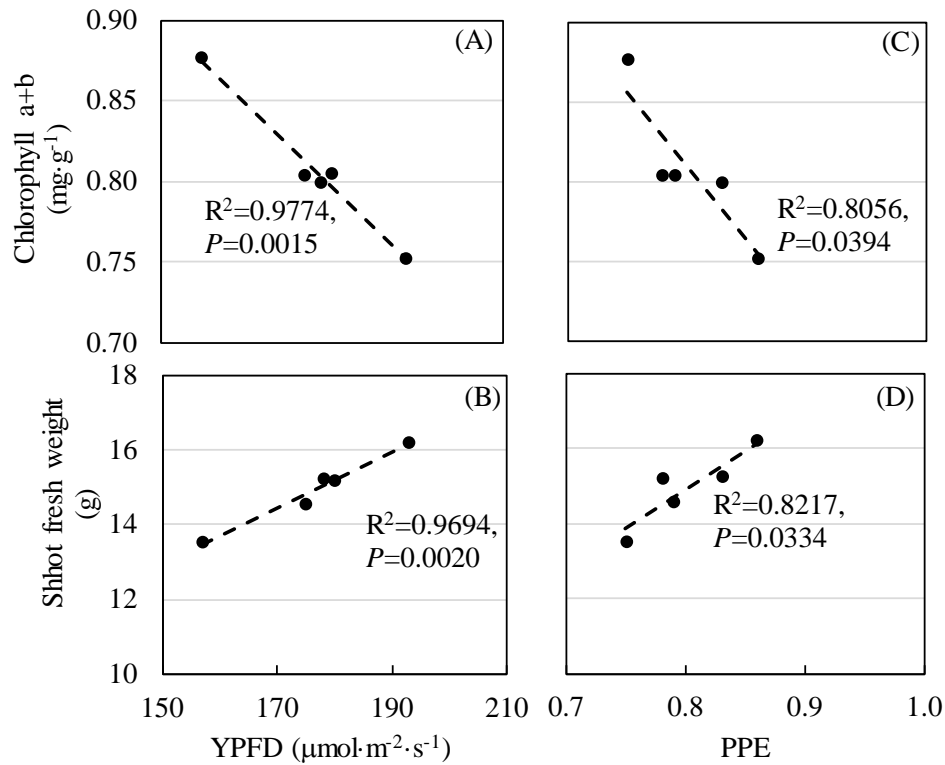 Chlorophyll a+b
(mg·g⁻¹)
0.90
0.85
0.80
0.75
0.70
(A)
R²=0.9774,
P=0.0015
(C)
R²=0.8056,
P=0.0394
Shhot fresh weight
(g)
18
16
14
12
10
(B)
R²=0.9694,
P=0.0020
(D)
R²=0.8217,
P=0.0334
150 170 190 210
YPFD (μmol·m⁻²·s⁻¹)
0.7 0.8 0.9 1.0
PPE